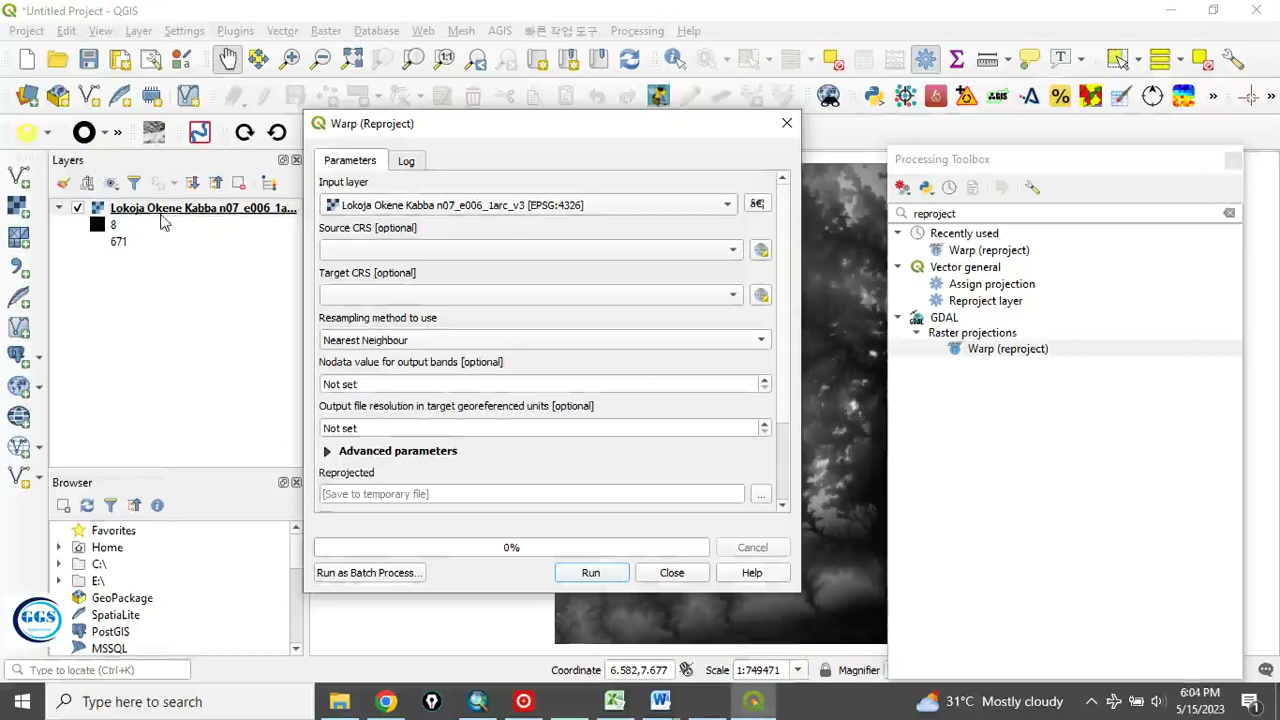 *Untitled Project - QGIS
Project Edit View Layer Settings Plugins Vector Raster Database Web Mesh AGIS 빠른 작업 도구 Processing Help
Layers
Lokoja Okene Kabba n07_e006_1a...
8
671
Browser
Favorites
Home
C:\
E:\
GeoPackage
SpatiaLite
PostGIS
MSSQL
GGS
Warp (Reproject)
Parameters Log
Input layer
Lokoja Okene Kabba n07_e006_1arc_v3 [EPSG:4326]
…
Source CRS [optional]
Target CRS [optional]
Resampling method to use
Nearest Neighbour
Nodata value for output bands [optional]
Not set
Output file resolution in target georeferenced units [optional]
Not set
Advanced parameters
Reprojected
[Save to temporary file]
...
0%
Cancel
Run as Batch Process... Run Close Help
Processing Toolbox
reproject
Recently used
Warp (reproject)
Vector general
Assign projection
Reproject layer
GDAL
Raster projections
Warp (reproject)
Type to locate (Ctrl+K)
Coordinate 6.582,7.677 Scale 1:749471 Magnifier
Type here to search
31°C Mostly cloudy
6:04 PM
5/15/2023